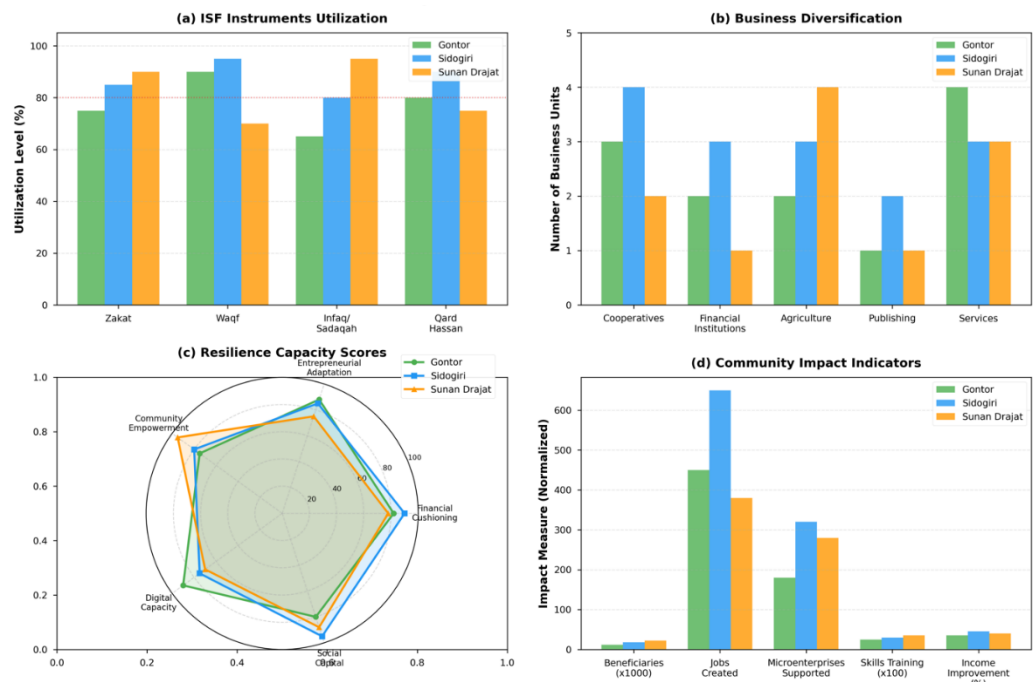 (a) ISF Instruments Utilization
Utilization Level (%)
100
80
60
40
20
0
Gontor
Sidogiri
Sunan Drajat
Zakat
Waqf
Infaq/
Sadaqah
Qard
Hassan
(b) Business Diversification
Number of Business Units
5
4
3
2
1
0
Gontor
Sidogiri
Sunan Drajat
Cooperatives
Financial
Institutions
Agriculture
Publishing
Services
(c) Resilience Capacity Scores
Gontor
Sidogiri
Sunan Drajat
1.0
0.8
0.6
0.4
0.2
0.0
Entrepreneurial
Adaptation
Community
Empowerment
Financial
Cushioning
Digital
Capacity
Social
Capital
20
40
60
80
100
0.0
0.2
0.4
0.6
0.8
1.0
(d) Community Impact Indicators
Impact Measure (Normalized)
600
500
400
300
200
100
0
Gontor
Sidogiri
Sunan Drajat
Beneficiaries
(x1000)
Jobs
Created
Microenterprises
Supported
Skills Training
(x100)
Income
Improvement
(%)